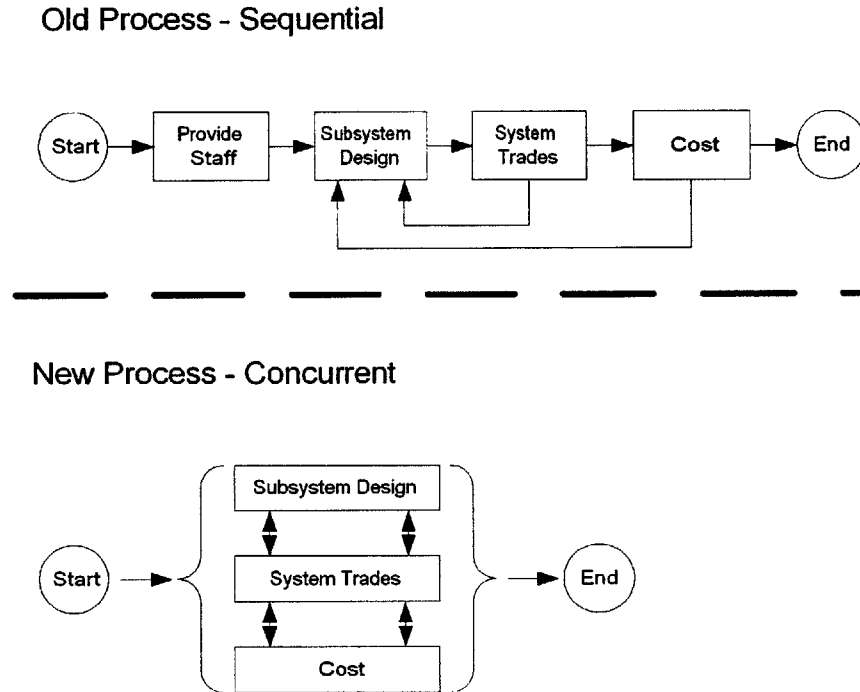 Old Process - Sequential
Start
Provide
Staff
Subsystem
Design
System
Trades
Cost
End
New Process - Concurrent
Subsystem Design
Start
System Trades
End
Cost